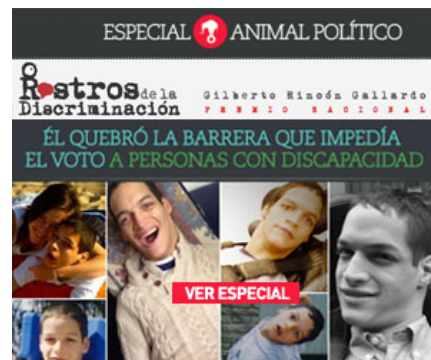 ESPECIAL ANIMAL POLÍTICO
Rostros de la
Discriminación
Gilberto Rincón Gallardo
PREMIO NACIONAL
ÉL QUEBRÓ LA BARRERA QUE IMPEDÍA
EL VOTO A PERSONAS CON DISCAPACIDAD
VER ESPECIAL